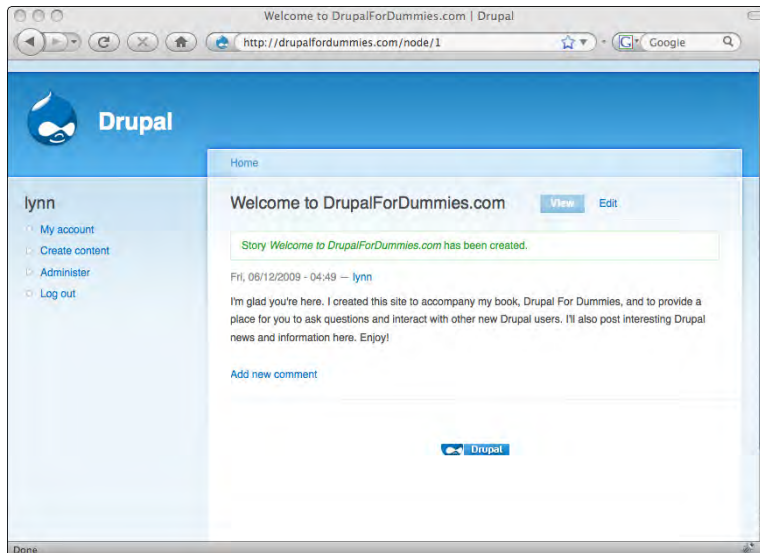 Welcome to DrupalForDummies.com | Drupal
http://drupalfordummies.com/node/1
G
Google
Drupal
Home
lynn
My account
Create content
Administer
Log out
Welcome to DrupalForDummies.com
View
Edit
Story Welcome to DrupalForDummies.com has been created.
Fri, 06/12/2009 - 04:49 — lynn
I'm glad you're here. I created this site to accompany my book, Drupal For Dummies, and to provide a
place for you to ask questions and interact with other new Drupal users. I'll also post interesting Drupal
news and information here. Enjoy!
Add new comment
Drupal
Done